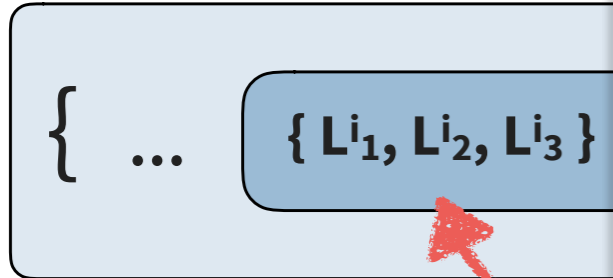 { ... { Lⁱ₁, Lⁱ₂, Lⁱ₃ }